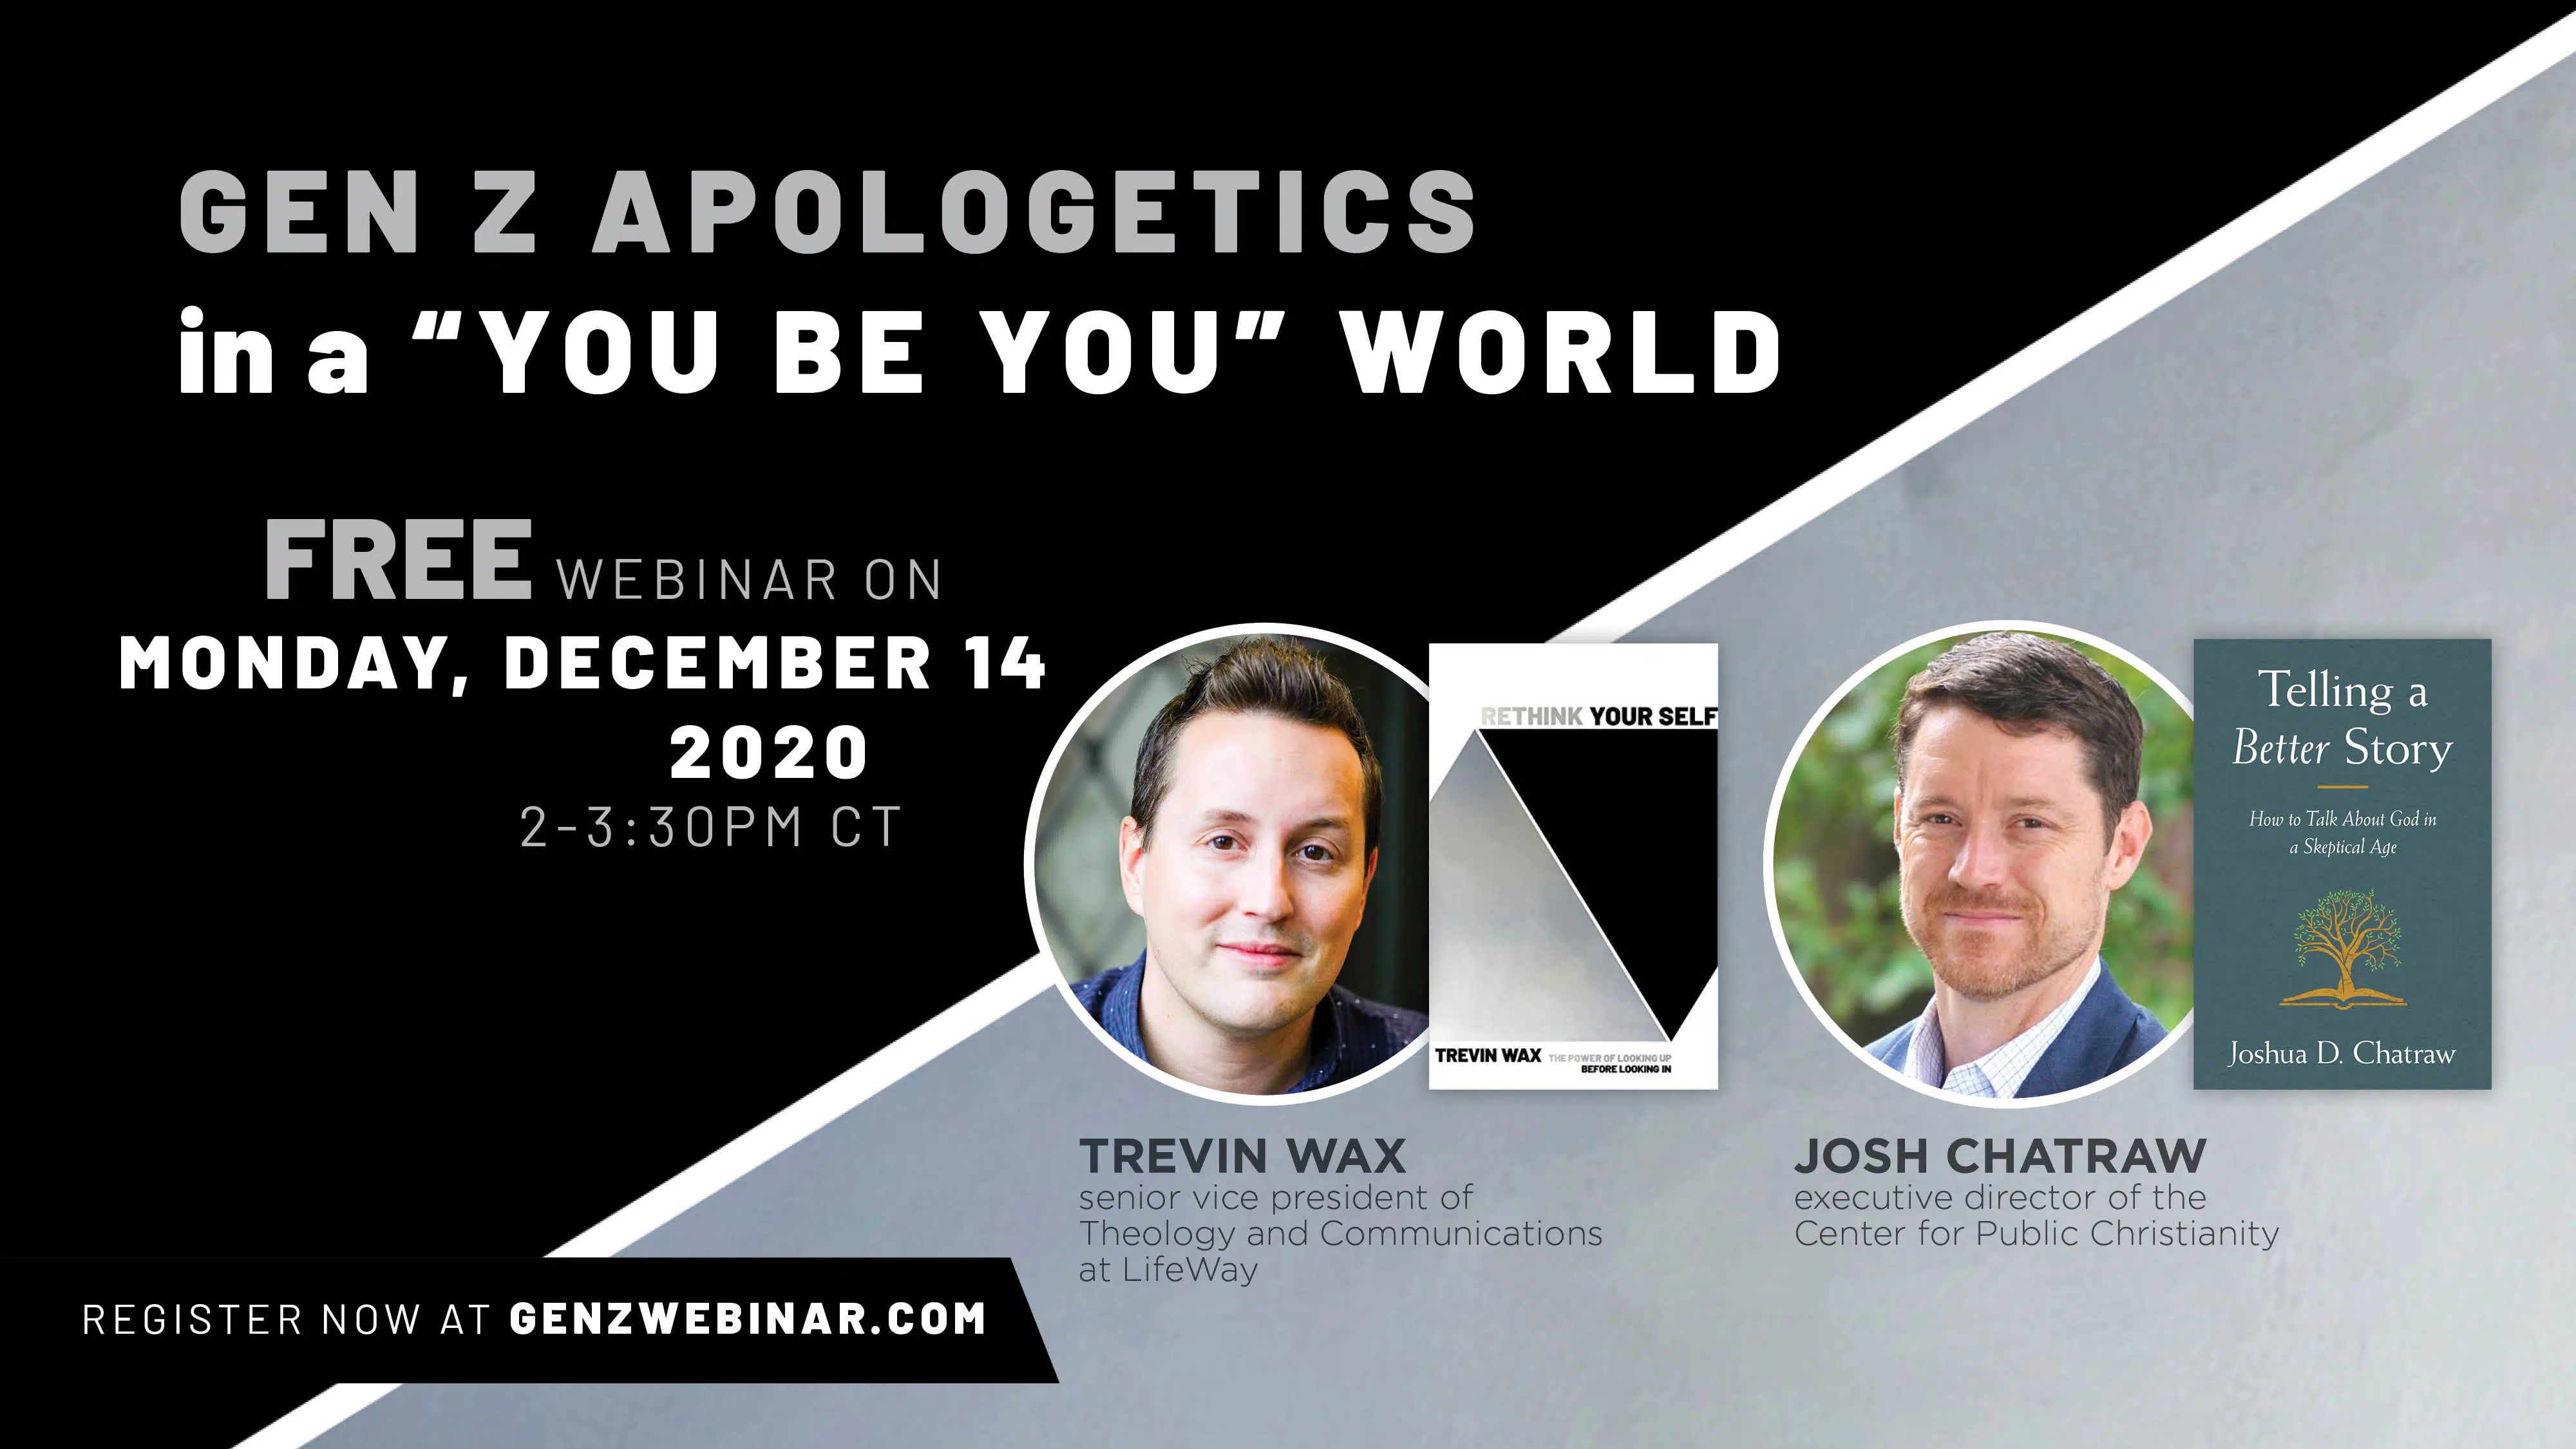 GEN Z APOLOGETICS
in a “YOU BE YOU” WORLD
FREE WEBINAR ON
MONDAY, DECEMBER 14
2020
2-3:30PM CT
RETHINK YOUR SELF
TREVIN WAX THE POWER OF LOOKING UP
BEFORE LOOKING IN
Telling a
Better Story
How to Talk About God in
a Skeptical Age
Joshua D. Chatraw
TREVIN WAX
senior vice president of
Theology and Communications
at LifeWay
JOSH CHATRAW
executive director of the
Center for Public Christianity
REGISTER NOW AT GENZWEBINAR.COM